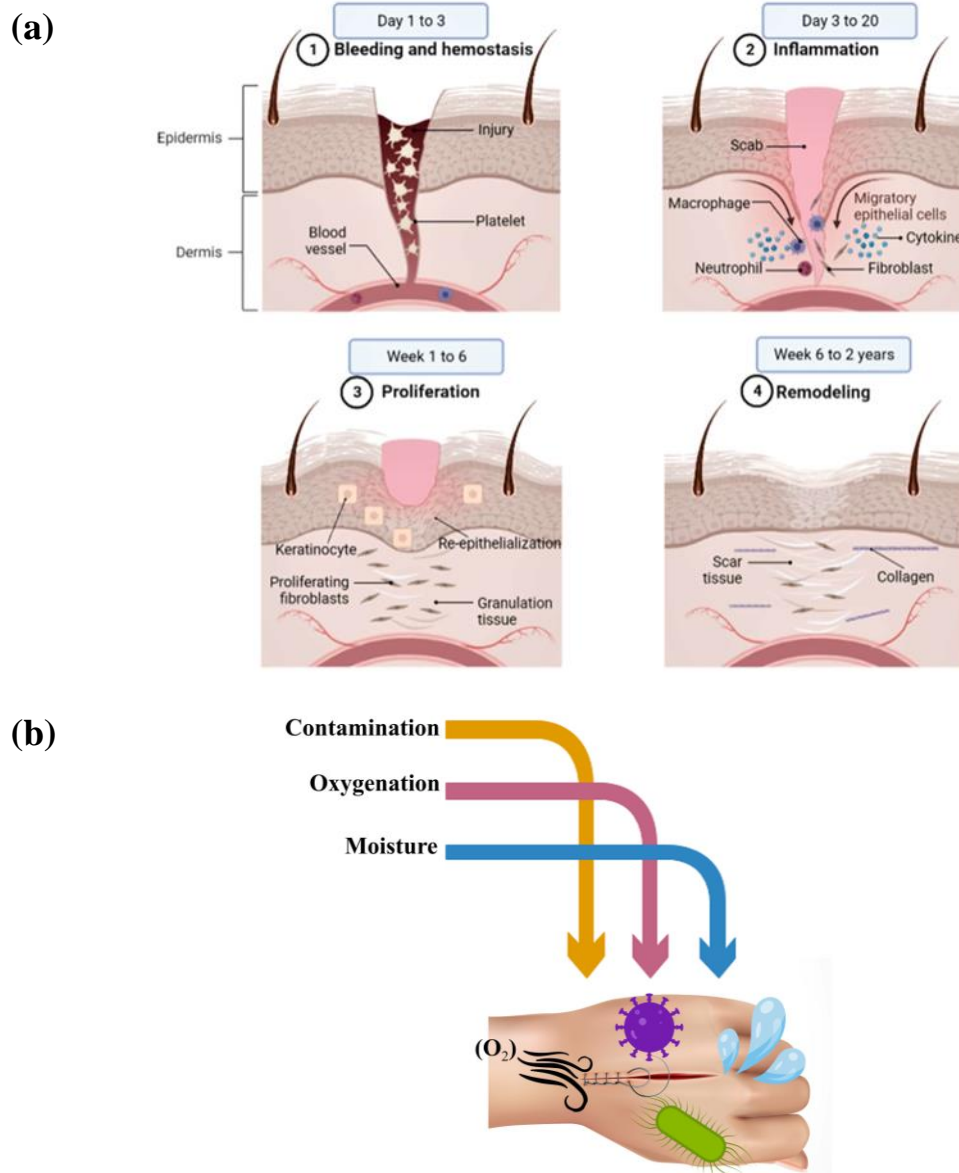 (a)
Day 1 to 3
1 Bleeding and hemostasis
Epidermis
Injury
Platelet
Dermis
Blood
vessel
Day 3 to 20
2 Inflammation
Scab
Macrophage
Migratory
epithelial cells
Cytokine
Neutrophil
Fibroblast
Week 1 to 6
3 Proliferation
Keratinocyte
Re-epithelialization
Proliferating
fibroblasts
Granulation
tissue
Week 6 to 2 years
4 Remodeling
Scar
tissue
Collagen
(b)
Contamination
Oxygenation
Moisture
(O₂)